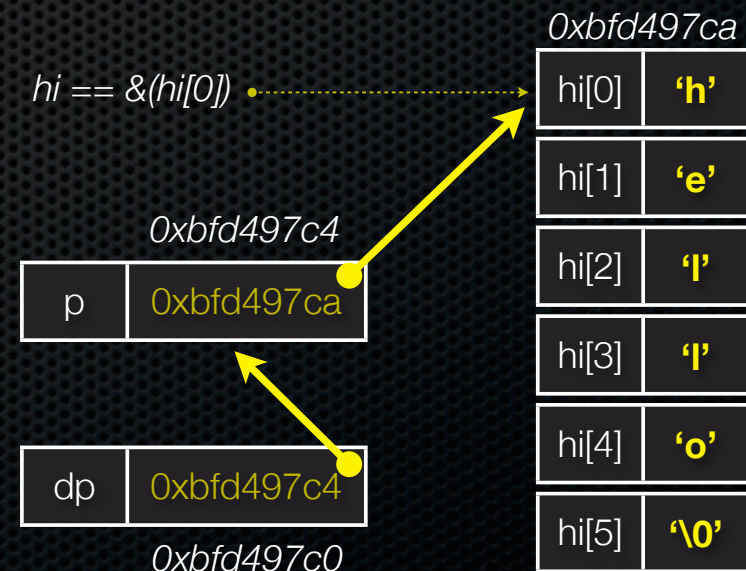 0xbfd497ca
hi == &(hi[0])
hi[0] ‘h’
hi[1] ‘e’
0xbfd497c4
hi[2] ‘l’
p 0xbfd497ca
hi[3] ‘l’
hi[4] ‘o’
dp 0xbfd497c4
hi[5] ‘\0’
0xbfd497c0